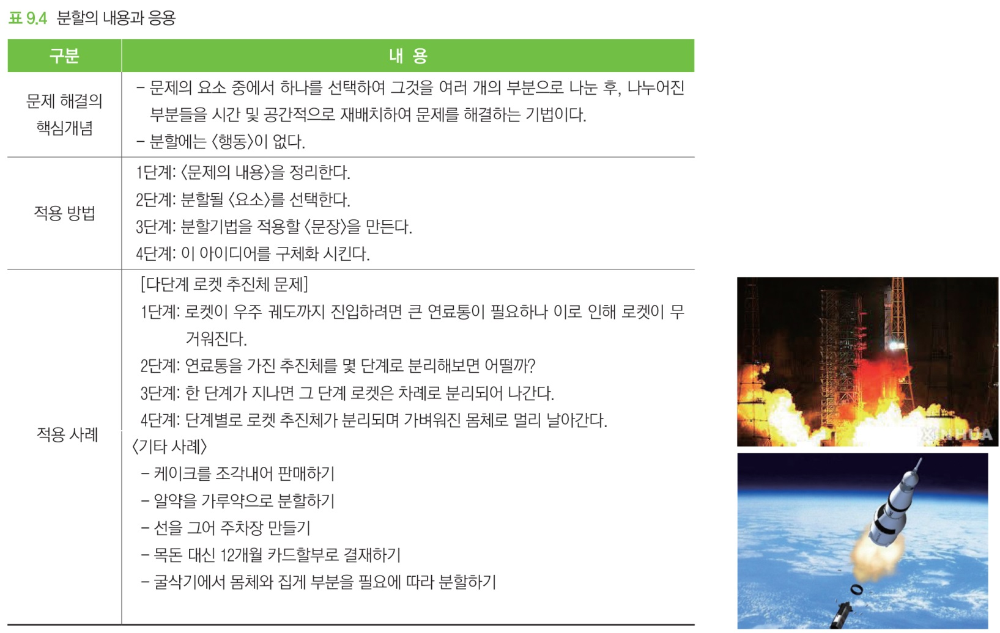 표 9.4 분할의 내용과 응용
구분
내 용
문제 해결의
핵심개념
– 문제의 요소 중에서 하나를 선택하여 그것을 여러 개의 부분으로 나눈 후, 나누어진
부분들을 시간 및 공간적으로 재배치하여 문제를 해결하는 기법이다.
– 분할에는 〈행동〉이 없다.
적용 방법
1단계: 〈문제의 내용〉을 정리한다.
2단계: 분할될 〈요소〉를 선택한다.
3단계: 분할기법을 적용할 〈문장〉을 만든다.
4단계: 이 아이디어를 구체화 시킨다.
적용 사례
[다단계 로켓 추진체 문제]
1단계: 로켓이 우주 궤도까지 진입하려면 큰 연료통이 필요하나 이로 인해 로켓이 무
거워진다.
2단계: 연료통을 가진 추진체를 몇 단계로 분리해보면 어떨까?
3단계: 한 단계가 지나면 그 단계 로켓은 차례로 분리되어 나간다.
4단계: 단계별로 로켓 추진체가 분리되며 가벼워진 몸체로 멀리 날아간다.
〈기타 사례〉
– 케이크를 조각내어 판매하기
– 알약을 가루약으로 분할하기
– 선을 그어 주차장 만들기
– 목돈 대신 12개월 카드할부로 결재하기
– 굴삭기에서 몸체와 집게 부분을 필요에 따라 분할하기
XINHUA